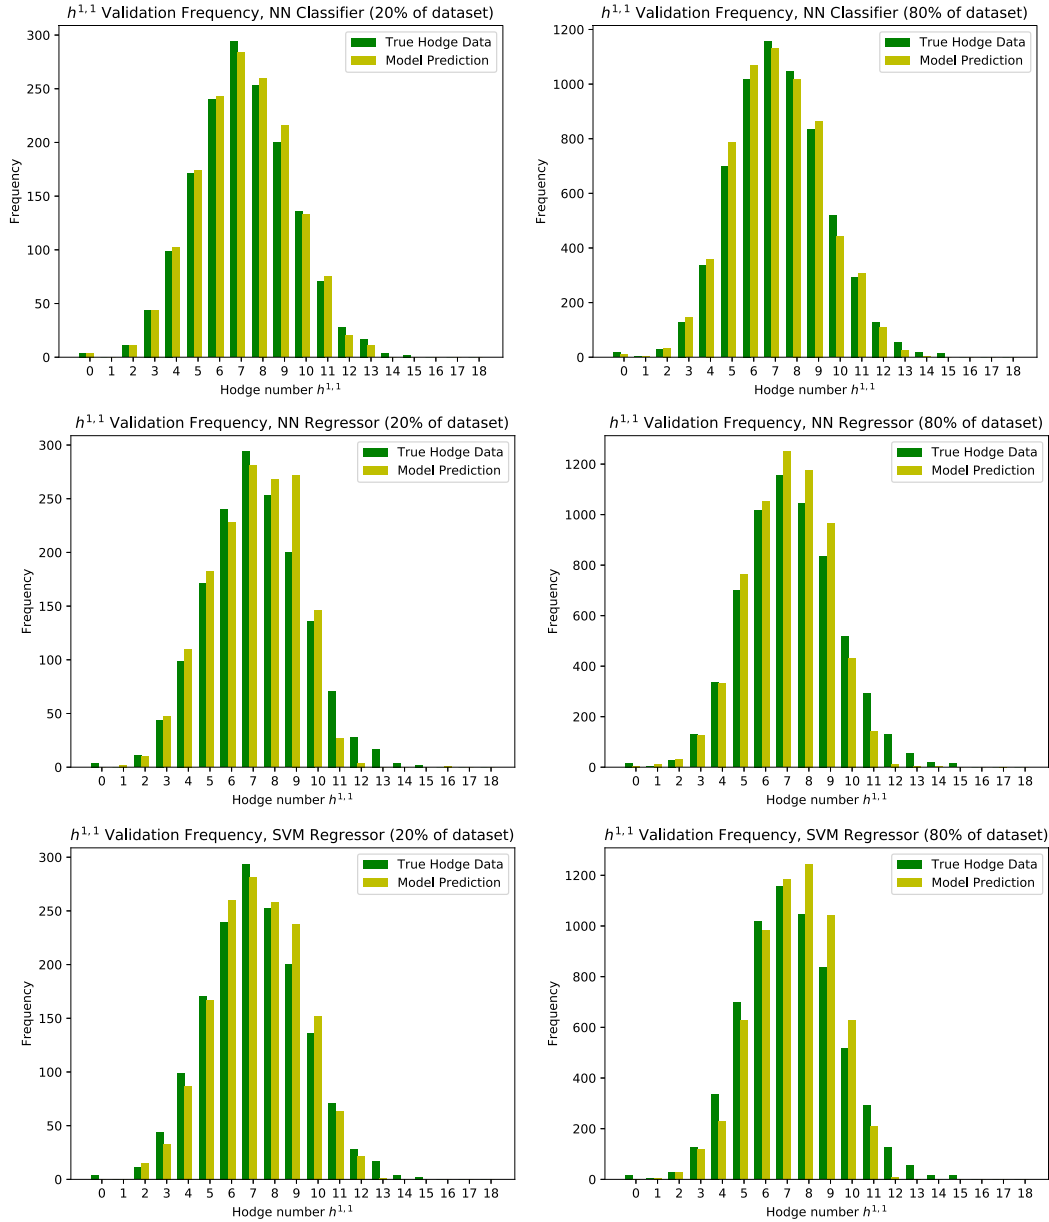 h^{1,1} Validation Frequency, NN Classifier (20% of dataset)
True Hodge Data
Model Prediction
Frequency
300
250
200
150
100
50
0
0 1 2 3 4 5 6 7 8 9 10 11 12 13 14 15 16 17 18
Hodge number h^{1,1}
h^{1,1} Validation Frequency, NN Classifier (80% of dataset)
True Hodge Data
Model Prediction
Frequency
1200
1000
800
600
400
200
0
0 1 2 3 4 5 6 7 8 9 10 11 12 13 14 15 16 17 18
Hodge number h^{1,1}
h^{1,1} Validation Frequency, NN Regressor (20% of dataset)
True Hodge Data
Model Prediction
Frequency
300
250
200
150
100
50
0
0 1 2 3 4 5 6 7 8 9 10 11 12 13 14 15 16 17 18
Hodge number h^{1,1}
h^{1,1} Validation Frequency, NN Regressor (80% of dataset)
True Hodge Data
Model Prediction
Frequency
1200
1000
800
600
400
200
0
0 1 2 3 4 5 6 7 8 9 10 11 12 13 14 15 16 17 18
Hodge number h^{1,1}
h^{1,1} Validation Frequency, SVM Regressor (20% of dataset)
True Hodge Data
Model Prediction
Frequency
300
250
200
150
100
50
0
0 1 2 3 4 5 6 7 8 9 10 11 12 13 14 15 16 17 18
Hodge number h^{1,1}
h^{1,1} Validation Frequency, SVM Regressor (80% of dataset)
True Hodge Data
Model Prediction
Frequency
1200
1000
800
600
400
200
0
0 1 2 3 4 5 6 7 8 9 10 11 12 13 14 15 16 17 18
Hodge number h^{1,1}